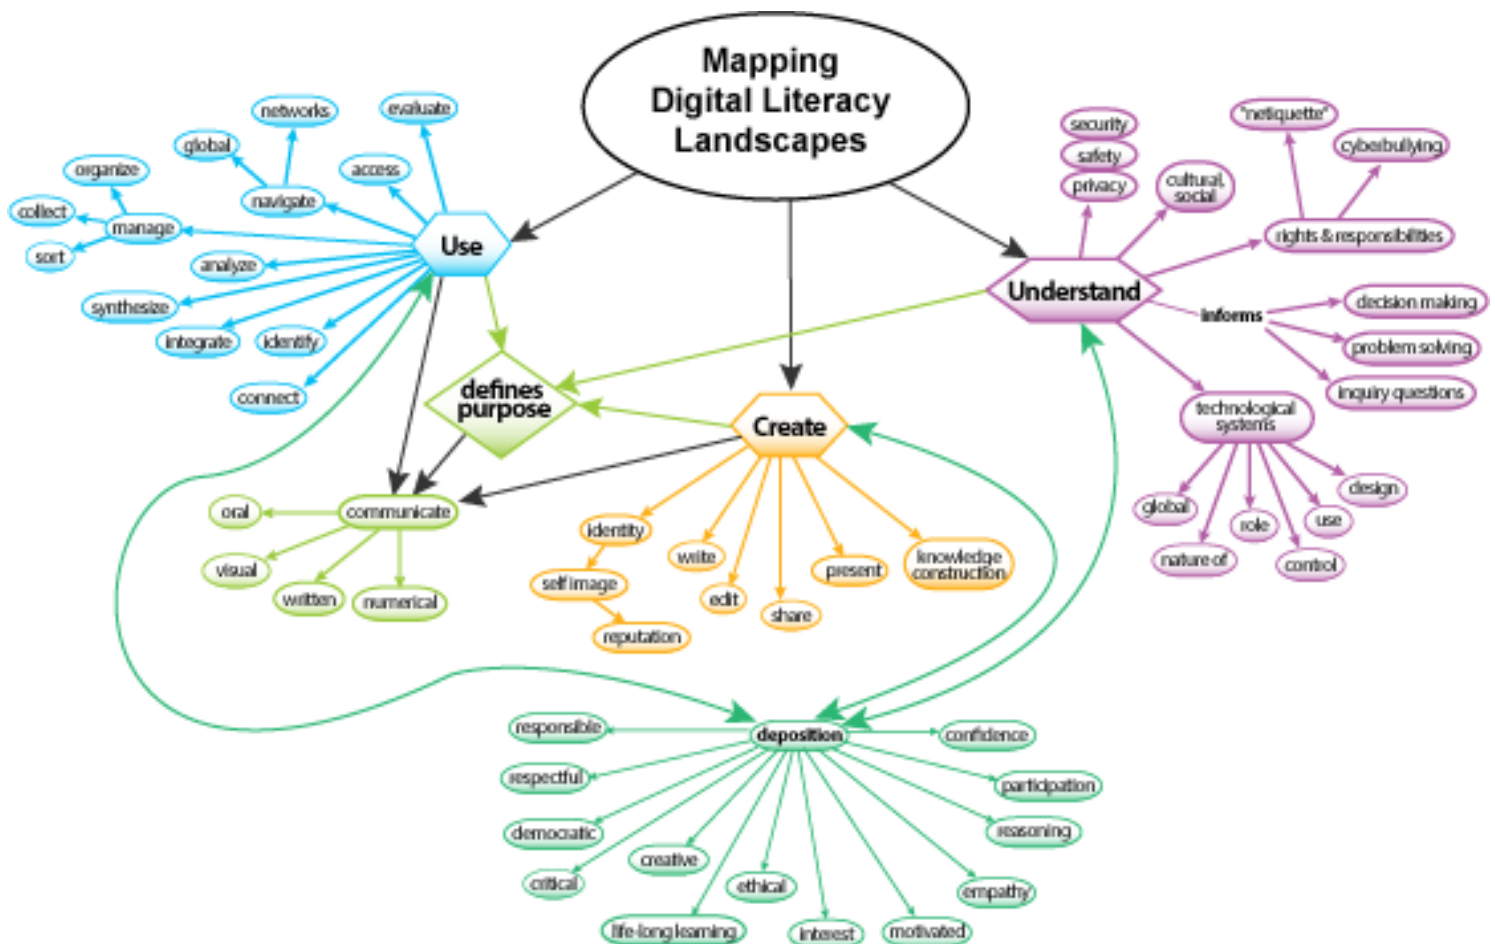 Mapping
Digital Literacy
Landscapes
networks
evaluate
global
access
organize
navigate
collect
manage
sort
Use
analyze
synthesize
integrate
identify
connect
security
safety
privacy
cultural,
social
"netiquette"
cyberbullying
rights & responsibilities
Understand
informs
decision making
problem solving
inquiry questions
technological
systems
global
nature of
role
control
use
design
defines
purpose
Create
communicate
oral
visual
written
numerical
identity
self image
reputation
write
edit
share
present
knowledge
construction
deposition
responsible
respectful
democratic
critical
creative
life-long learning
ethical
interest
motivated
empathy
reasoning
participation
confidence